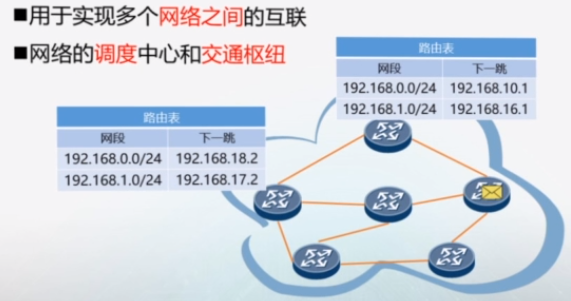 ■用于实现多个网络之间的互联
■网络的调度中心和交通枢纽
路由表
网段 下一跳
192.168.0.0/24 192.168.10.1
192.168.1.0/24 192.168.16.1
路由表
网段 下一跳
192.168.0.0/24 192.168.18.2
192.168.1.0/24 192.168.17.2